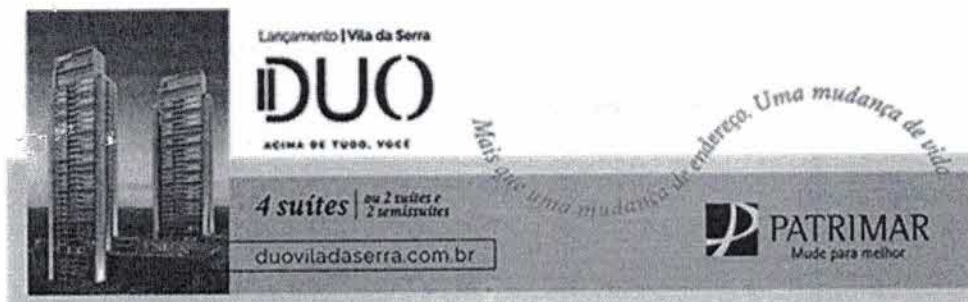 Lançamento | Vila da Serra
DUO
ACIMA DE TUDO, VOCÊ
4 suítes | ou 2 suítes e
2 semissuítes
duoviladaserra.com.br
Mais que uma mudança de endereço. Uma mudança de vida
PATRIMAR
Mude para melhor